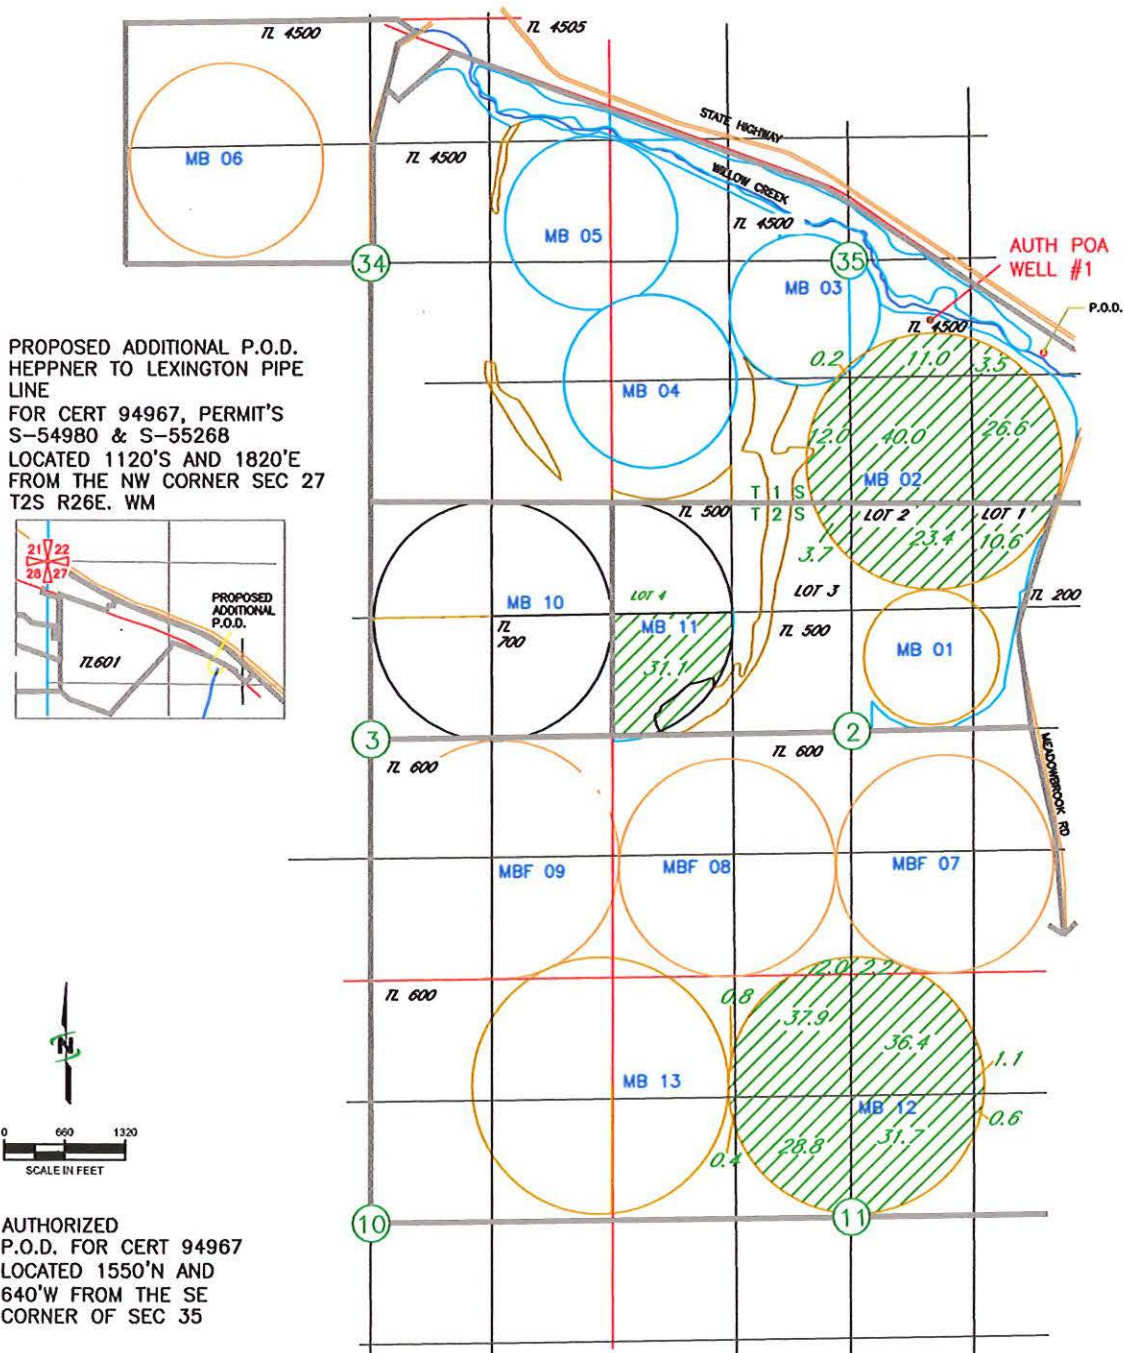 TL 4500
TL 4505
STATE HIGHWAY
MB 06
TL 4500
WILLOW CREEK
TL 4500
MB 05
34
35
AUTH POA
WELL #1
MB 03
P.O.D.
TL 4500
PROPOSED ADDITIONAL P.O.D.
HEPPNER TO LEXINGTON PIPE
LINE
FOR CERT 94967, PERMIT'S
S-54980 & S-55268
LOCATED 1120'S AND 1820'E
FROM THE NW CORNER SEC 27
T2S R26E. WM
0.2
11.0
3.5
MB 04
12.0
40.0
26.6
MB 02
T 1 S
T 2 S
TL 500
LOT 2
LOT 1
3.7
23.4
10.6
21 22
28 27
PROPOSED
ADDITIONAL
P.O.D.
TL601
MB 10
LOT 4
LOT 3
TL 200
TL
700
MB 11
TL 500
31.1
MB 01
3
2
TL 600
TL 600
MEADOWBROOK RD
MBF 09
MBF 08
MBF 07
2.0
2.2
TL 600
0.8
37.9
36.4
1.1
N
MB 13
MB 12
0.6
28.8
31.7
0.4
0 660 1320
SCALE IN FEET
10
11
AUTHORIZED
P.O.D. FOR CERT 94967
LOCATED 1550'N AND
640'W FROM THE SE
CORNER OF SEC 35